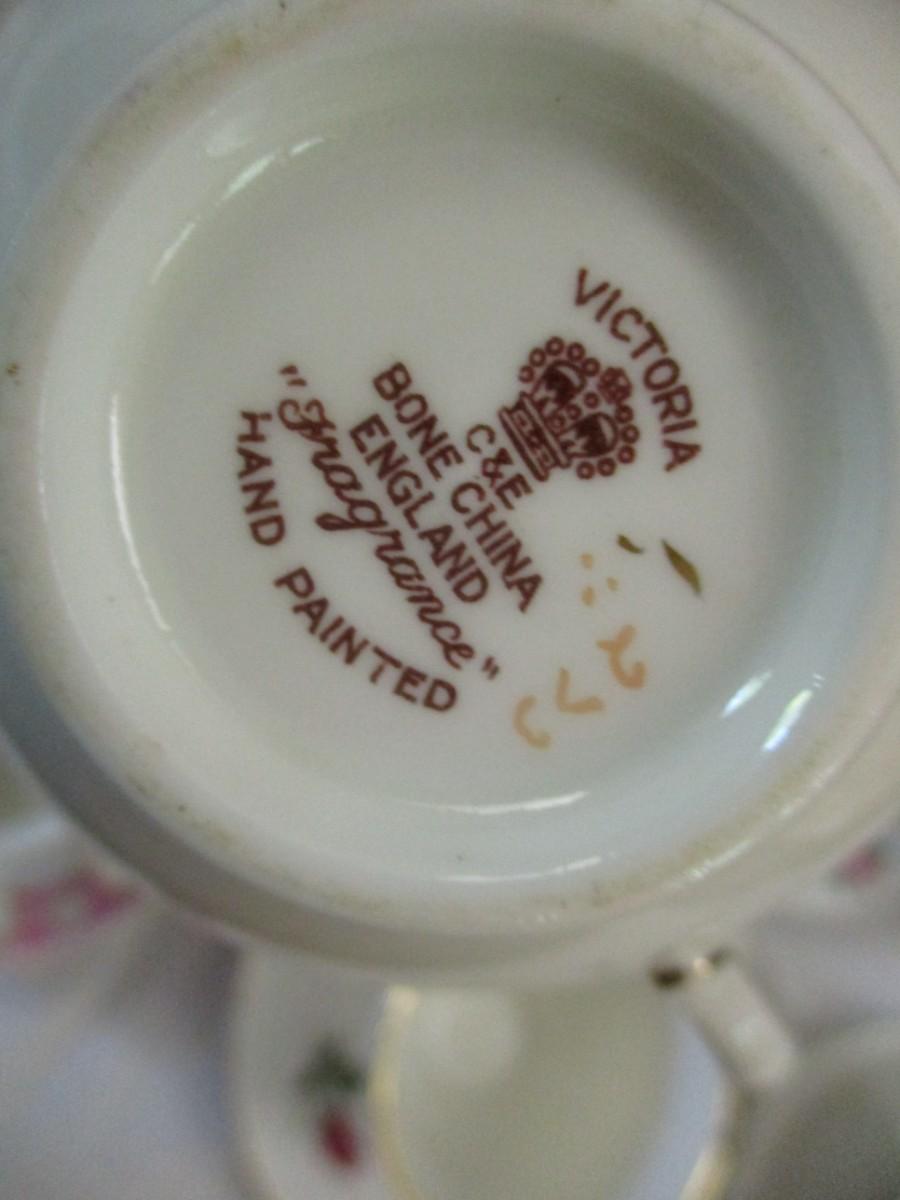 VICTORIA
C&E
BONE CHINA
ENGLAND
"Fragrance"
HAND PAINTED